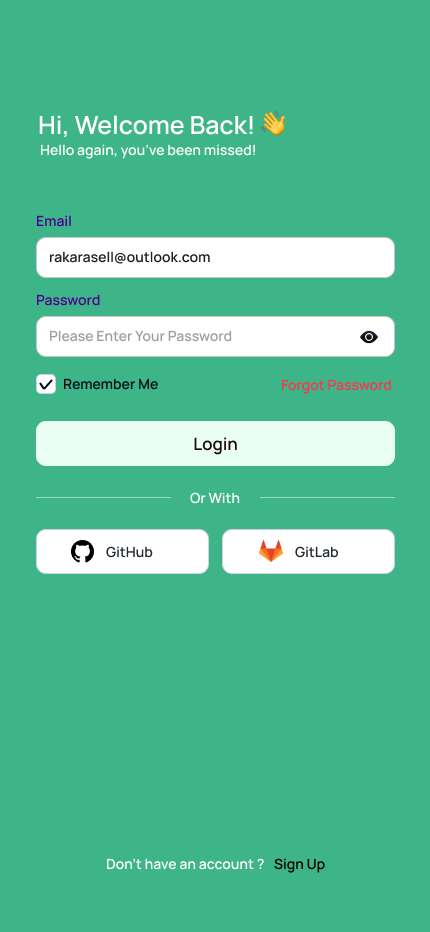 Hi, Welcome Back! 👋
Hello again, you've been missed!
Email
rakarasell@outlook.com
Password
Please Enter Your Password
Remember Me Forgot Password
Login
Or With
GitHub GitLab
Don't have an account ? Sign Up